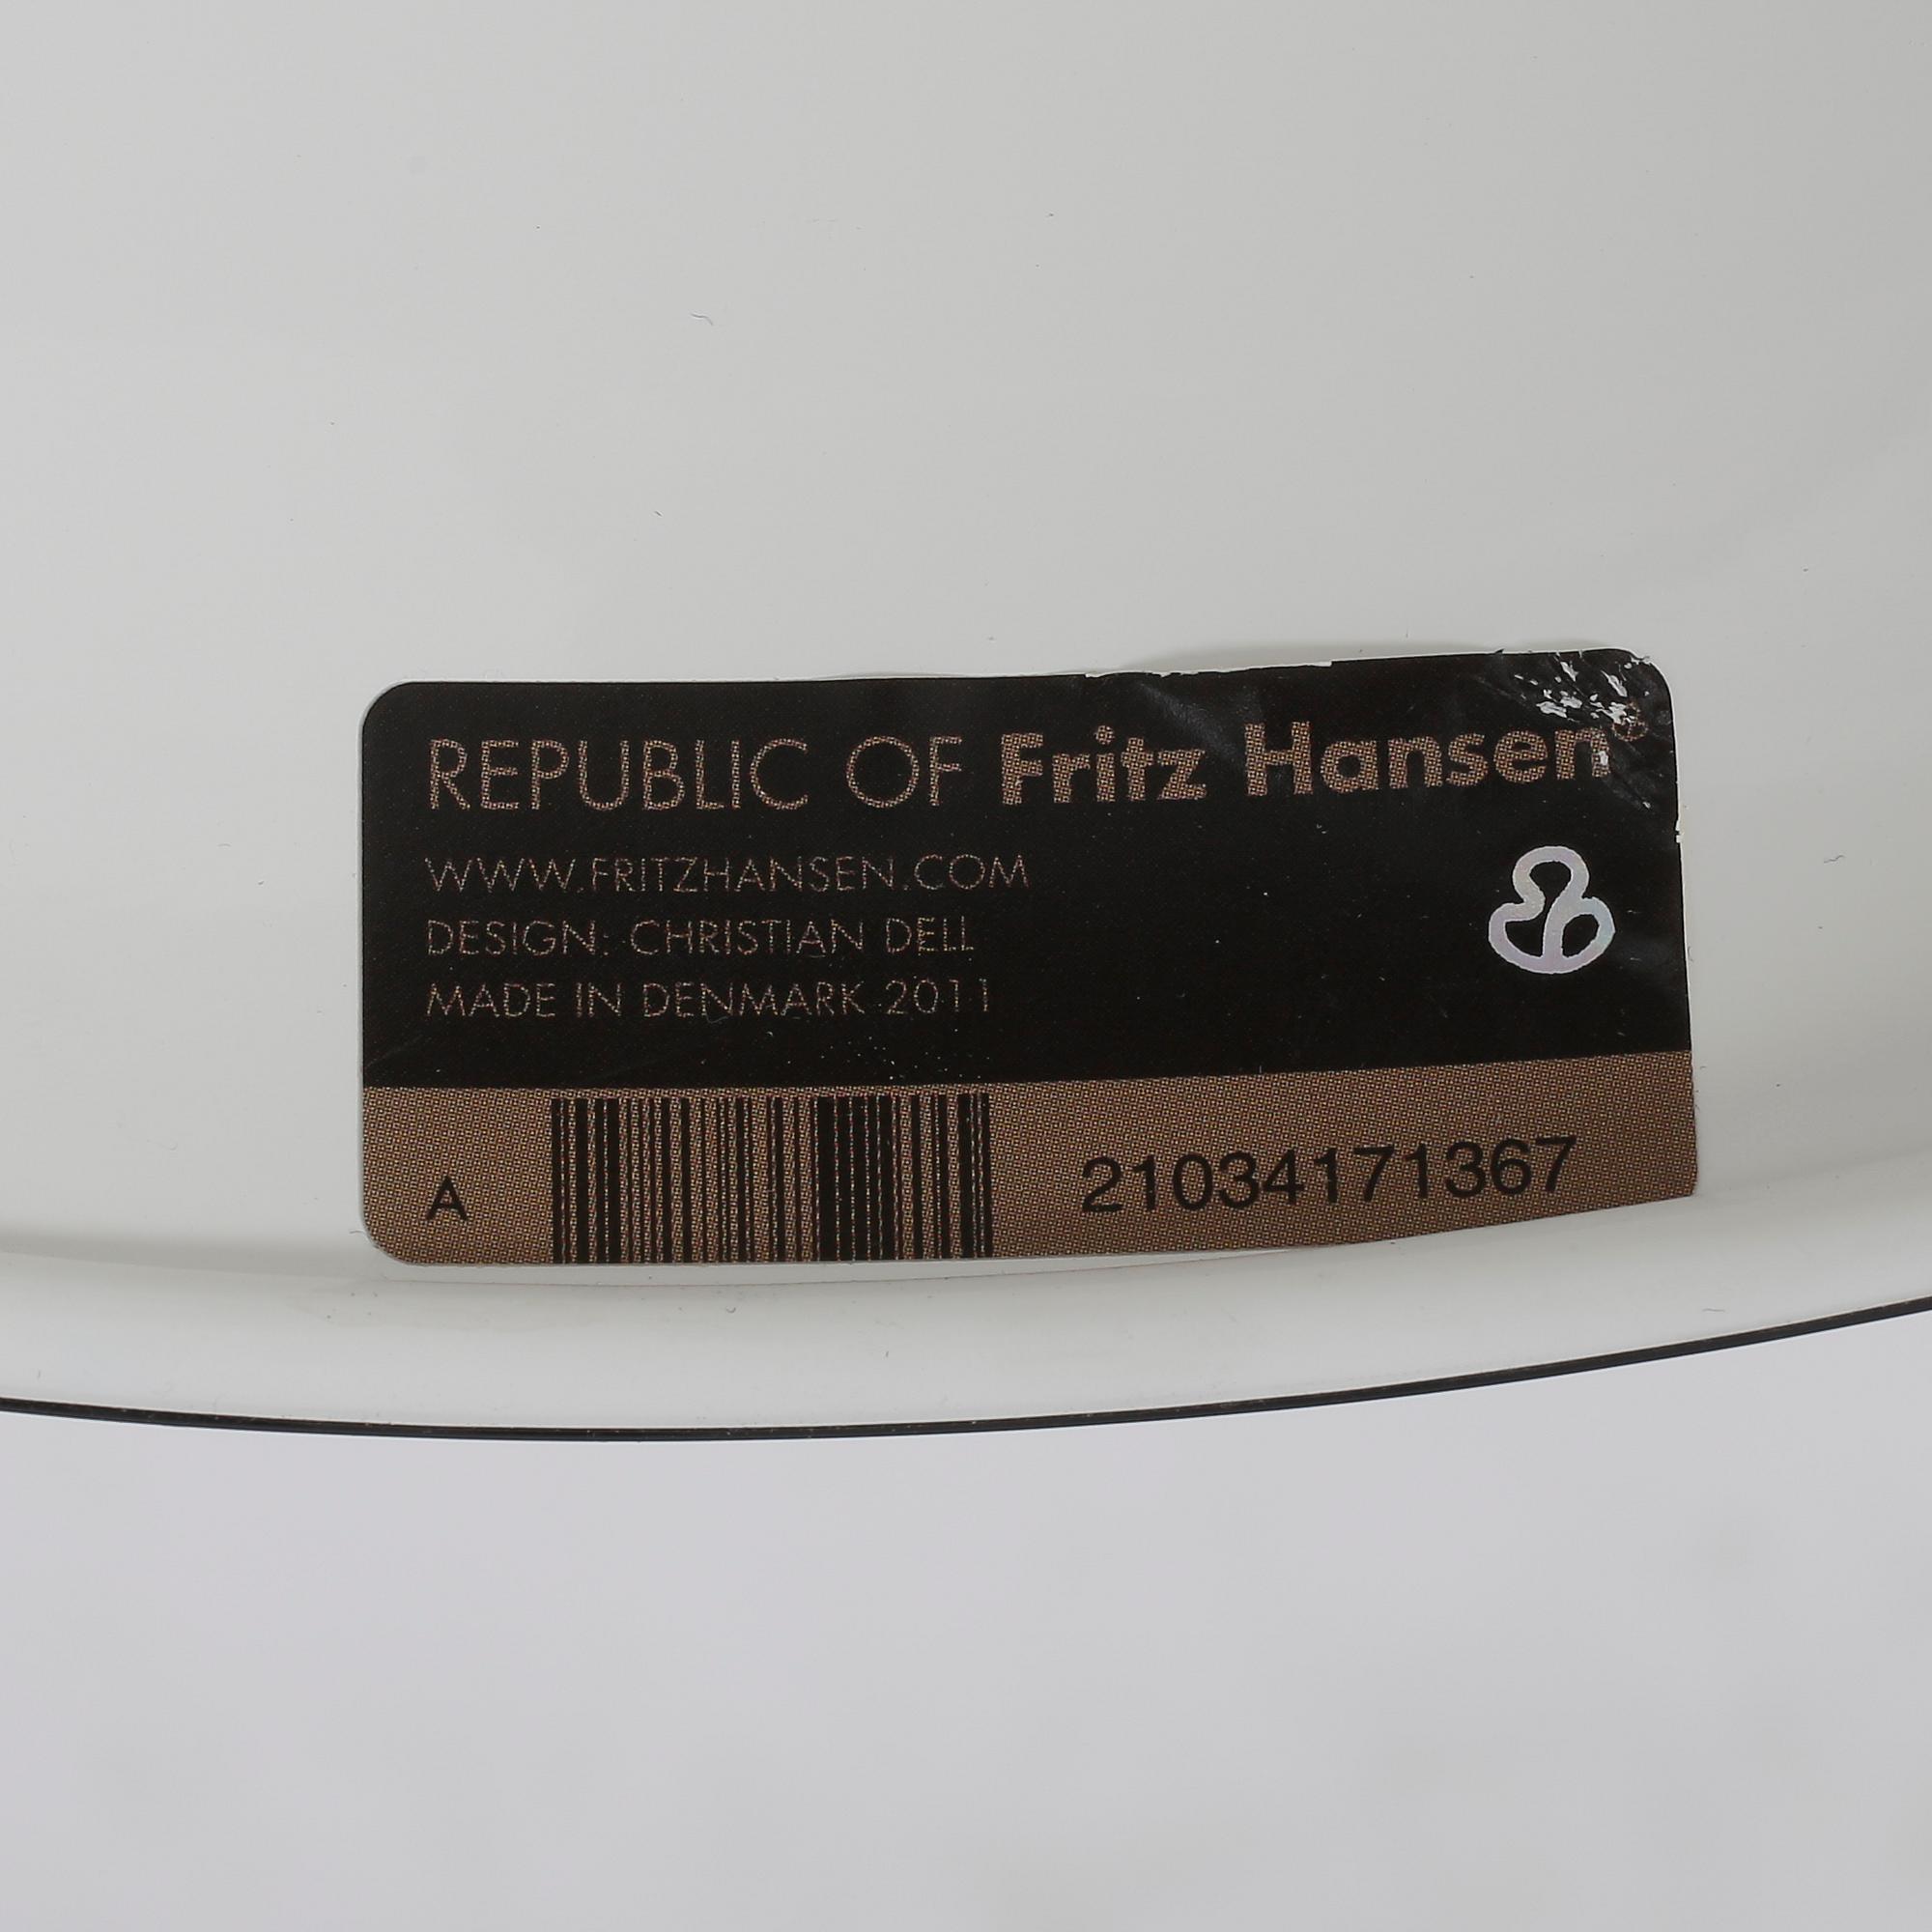 REPUBLIC OF Fritz Hansen®
WWW.FRITZHANSEN.COM
DESIGN: CHRISTIAN DELL
MADE IN DENMARK 2011
A 21034171367